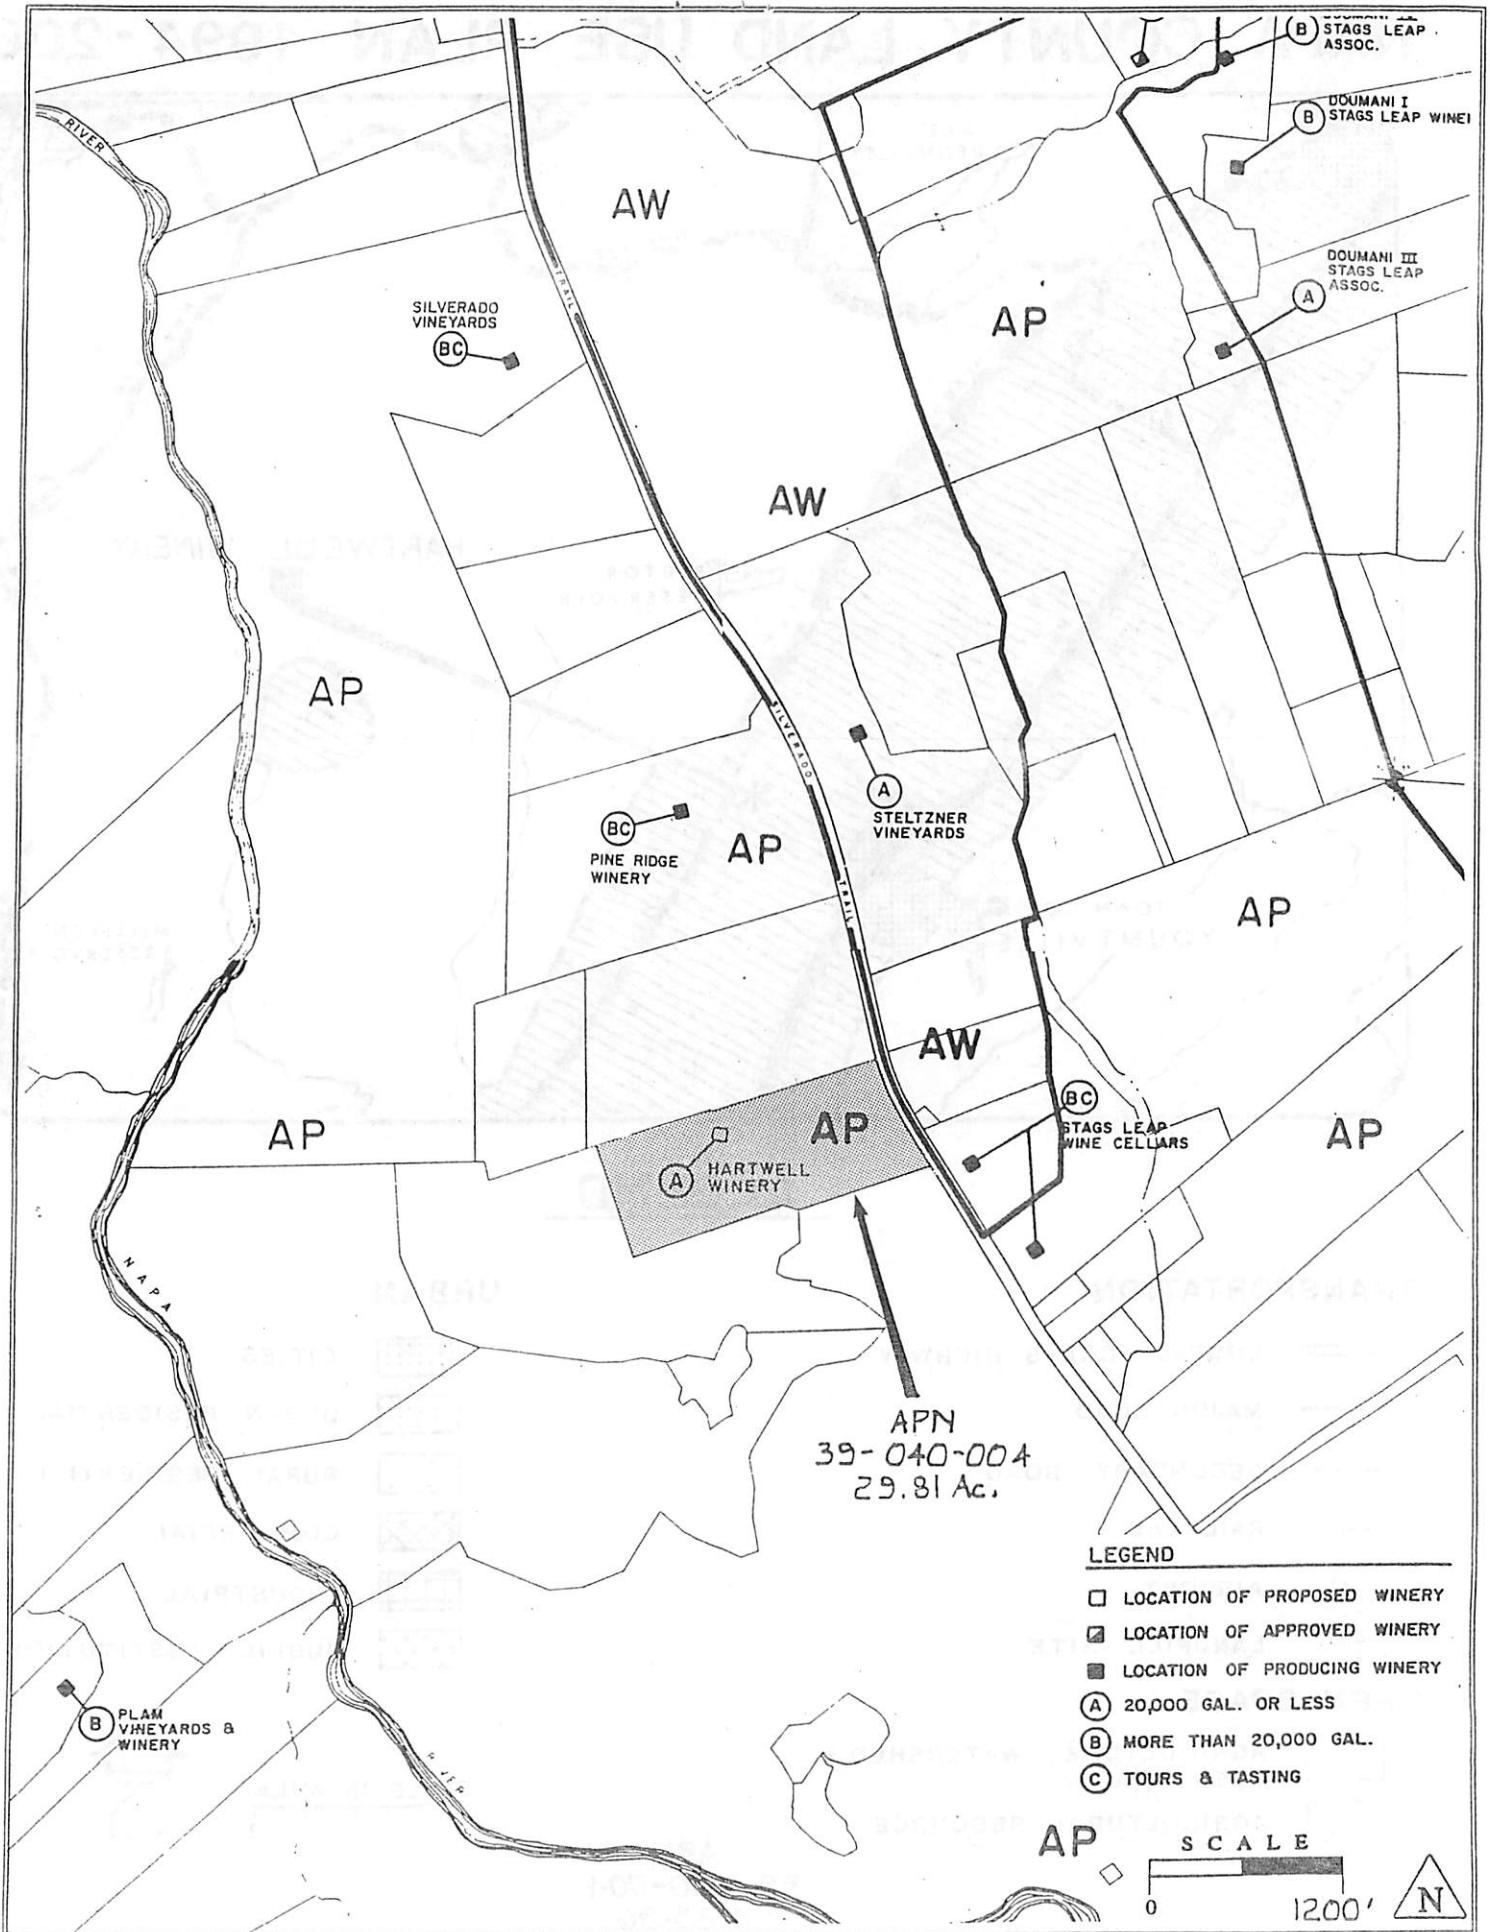 STAGS LEAP
ASSOC.
B
DOUMANI I
STAGS LEAP WINEI
B
RIVER
AW
DOUMANI III
STAGS LEAP
ASSOC.
A
TRAIL
SILVERADO
VINEYARDS
BC
AP
AW
AP
SILVERADO
A
STELTZNER
VINEYARDS
BC
PINE RIDGE
WINERY
AP
TRAIL
AP
AW
BC
STAGS LEAP
WINE CELLARS
AP
AP
AP
A
HARTWELL
WINERY
NAPA
APN
39-040-004
29.81 Ac.
LEGEND
LOCATION OF PROPOSED WINERY
LOCATION OF APPROVED WINERY
LOCATION OF PRODUCING WINERY
A 20,000 GAL. OR LESS
B MORE THAN 20,000 GAL.
C TOURS & TASTING
B
PLAM
VINEYARDS &
WINERY
AP
SCALE
0 1200'
N